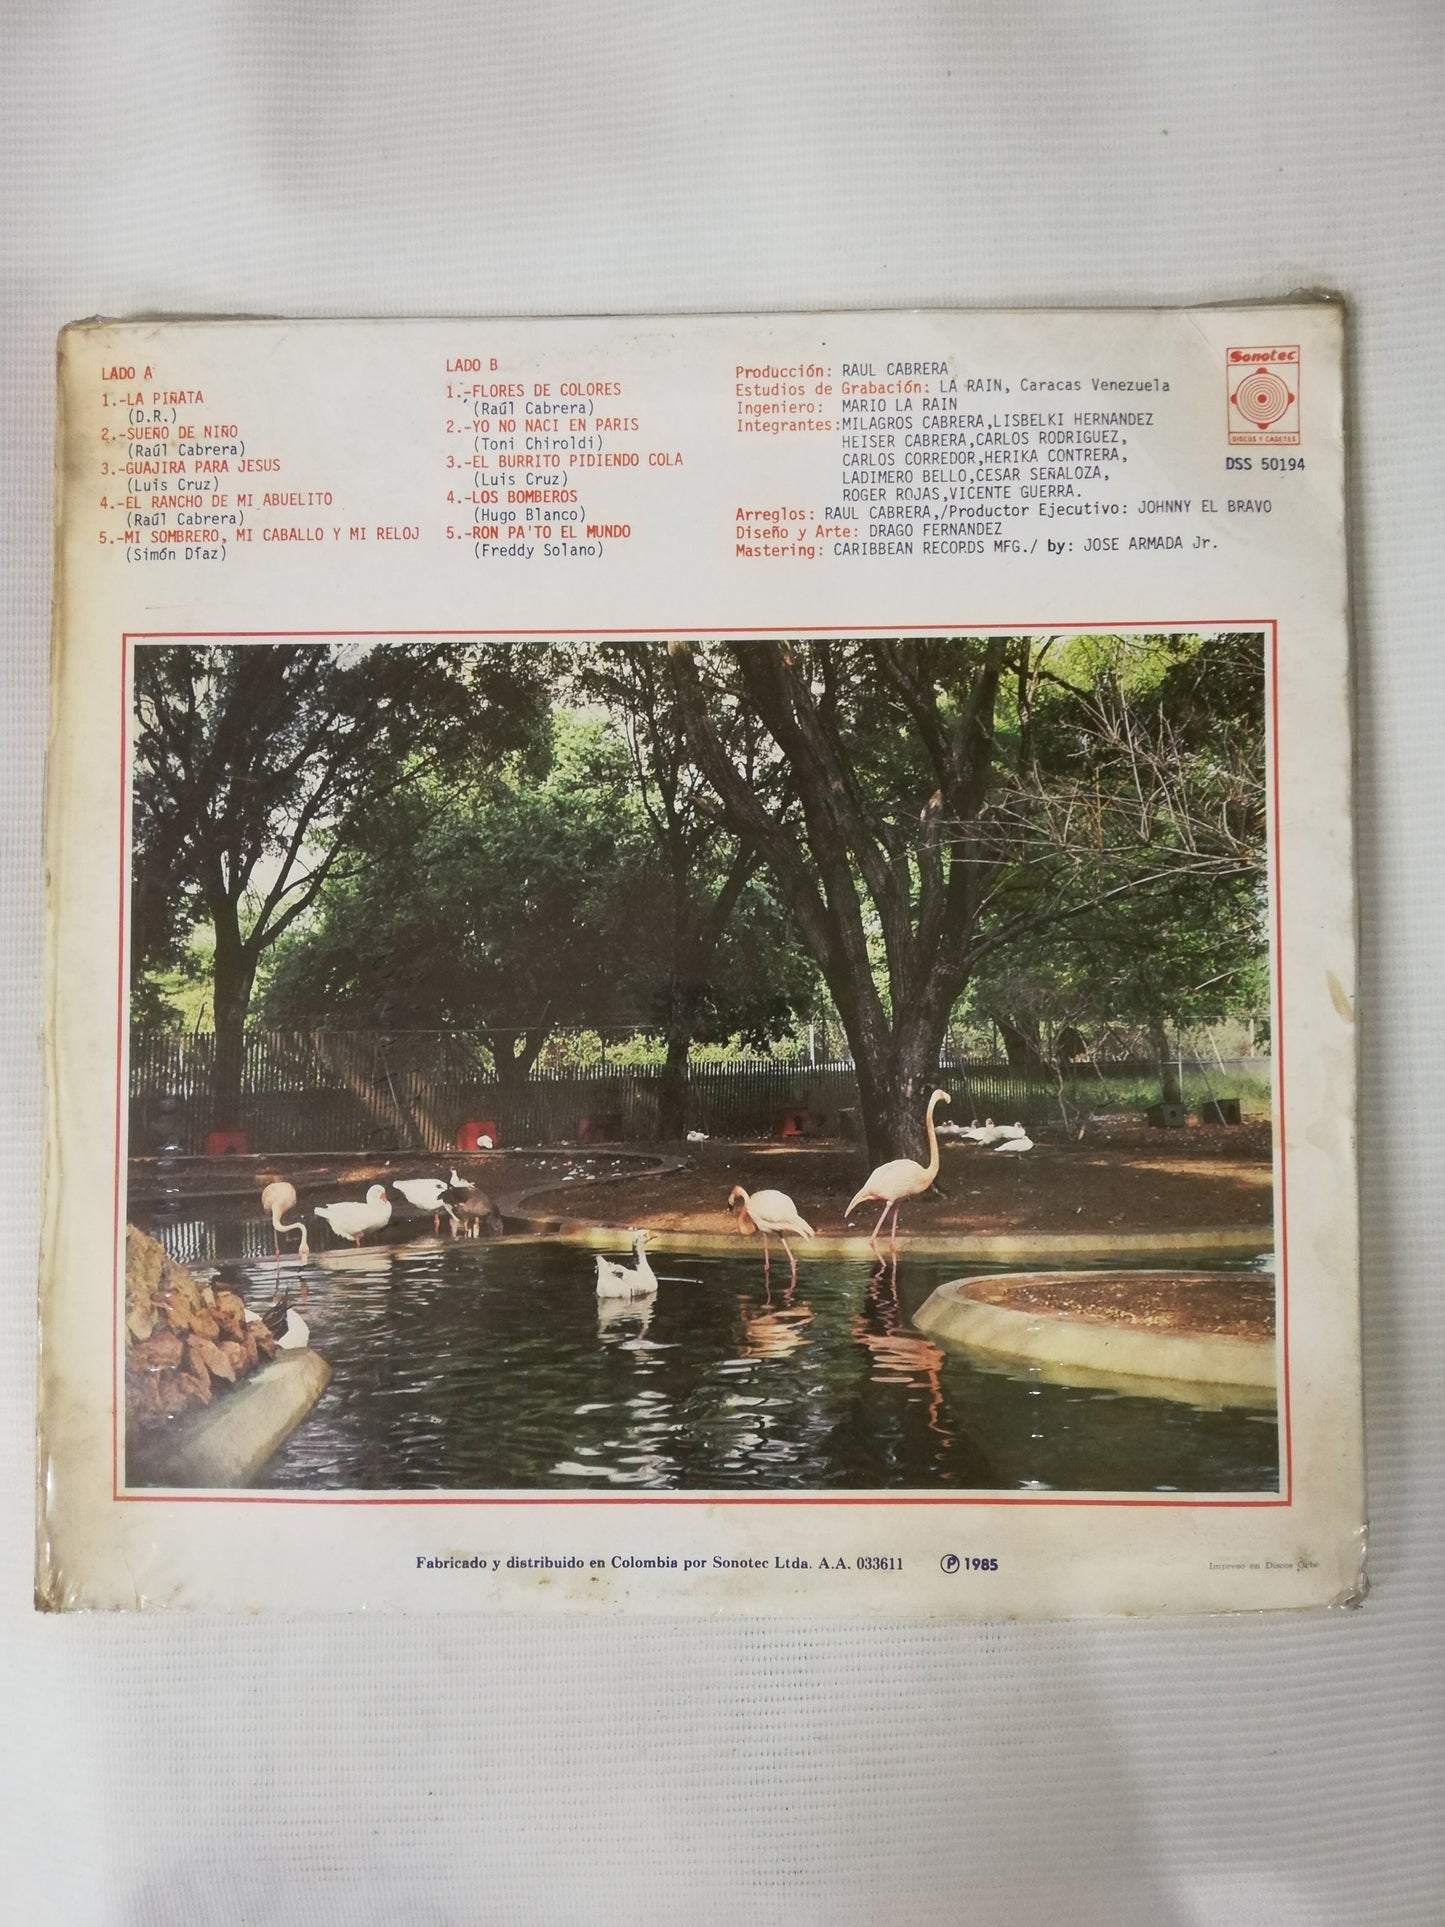 LADO A
1.-LA PIÑATA
(D.R.)
2.-SUEÑO DE NIÑO
(Raúl Cabrera)
3.-GUAJIRA PARA JESUS
(Luis Cruz)
4.-EL RANCHO DE MI ABUELITO
(Raúl Cabrera)
5.-MI SOMBRERO, MI CABALLO Y MI RELOJ
(Simón Díaz)
LADO B
1.-FLORES DE COLORES
(Raúl Cabrera)
2.-YO NO NACI EN PARIS
(Toni Chiroldi)
3.-EL BURRITO PIDIENDO COLA
(Luis Cruz)
4.-LOS BOMBEROS
(Hugo Blanco)
5.-RON PA'TO EL MUNDO
(Freddy Solano)
Producción: RAUL CABRERA
Estudios de Grabación: LA RAIN, Caracas Venezuela
Ingeniero: MARIO LA RAIN
Integrantes:MILAGROS CABRERA,LISBELKI HERNANDEZ
HEISER CABRERA,CARLOS RODRIGUEZ,
CARLOS CORREDOR,HERIKA CONTRERA,
LADIMERO BELLO,CESAR SEÑALOZA,
ROGER ROJAS,VICENTE GUERRA.
Arreglos: RAUL CABRERA,/Productor Ejecutivo: JOHNNY EL BRAVO
Diseño y Arte: DRAGO FERNANDEZ
Mastering: CARIBBEAN RECORDS MFG./ by: JOSE ARMADA Jr.
Sonotec
DISCOS Y CASETES
DSS 50194
Fabricado y distribuido en Colombia por Sonotec Ltda. A.A. 033611 Ⓟ 1985
Impreso en Discos Orbe